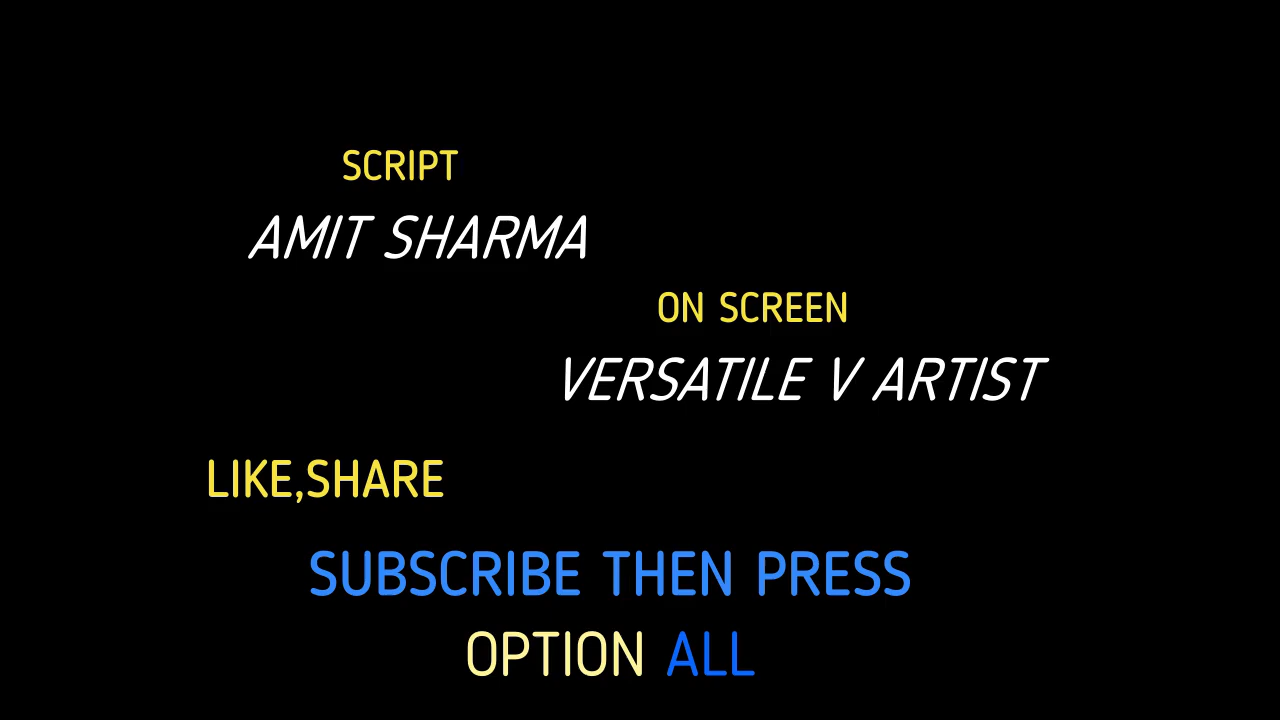 SCRIPT
AMIT SHARMA
ON SCREEN
VERSATILE V ARTIST
LIKE,SHARE
SUBSCRIBE THEN PRESS
OPTION ALL